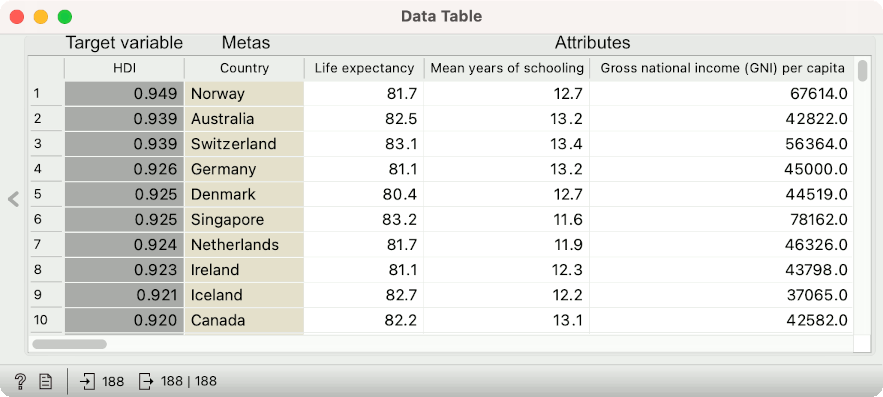 Data Table
Target variable Metas Attributes
HDI Country Life expectancy Mean years of schooling Gross national income (GNI) per capita
1 0.949 Norway 81.7 12.7 67614.0
2 0.939 Australia 82.5 13.2 42822.0
3 0.939 Switzerland 83.1 13.4 56364.0
4 0.926 Germany 81.1 13.2 45000.0
5 0.925 Denmark 80.4 12.7 44519.0
6 0.925 Singapore 83.2 11.6 78162.0
7 0.924 Netherlands 81.7 11.9 46326.0
8 0.923 Ireland 81.1 12.3 43798.0
9 0.921 Iceland 82.7 12.2 37065.0
10 0.920 Canada 82.2 13.1 42582.0
? 188 188 | 188